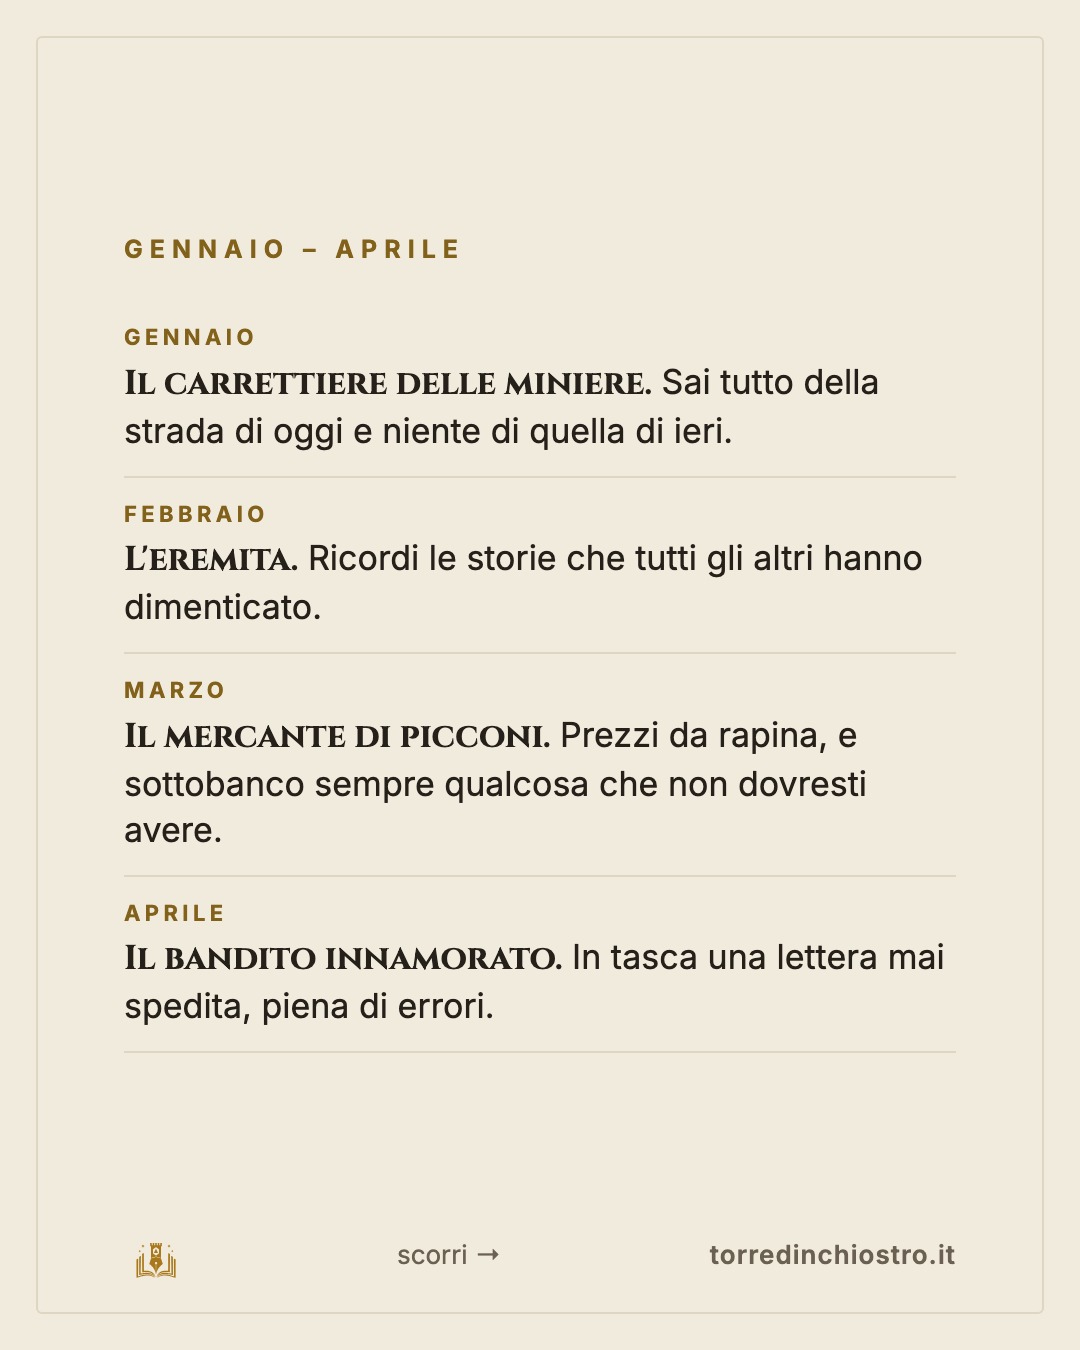 GENNAIO – APRILE
GENNAIO
Il carrettiere delle miniere. Sai tutto della
strada di oggi e niente di quella di ieri.
FEBBRAIO
L'eremita. Ricordi le storie che tutti gli altri hanno
dimenticato.
MARZO
Il mercante di picconi. Prezzi da rapina, e
sottobanco sempre qualcosa che non dovresti
avere.
APRILE
Il bandito innamorato. In tasca una lettera mai
spedita, piena di errori.
scorri → torredinchiostro.it